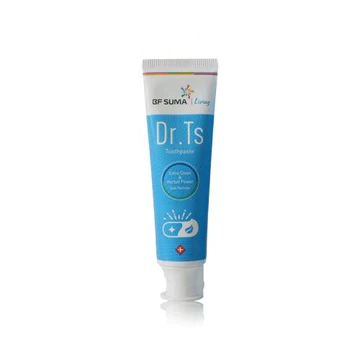 BF SUMA Living
Dr.Ts
Toothpaste
Extra Clean
&
Herbal Power